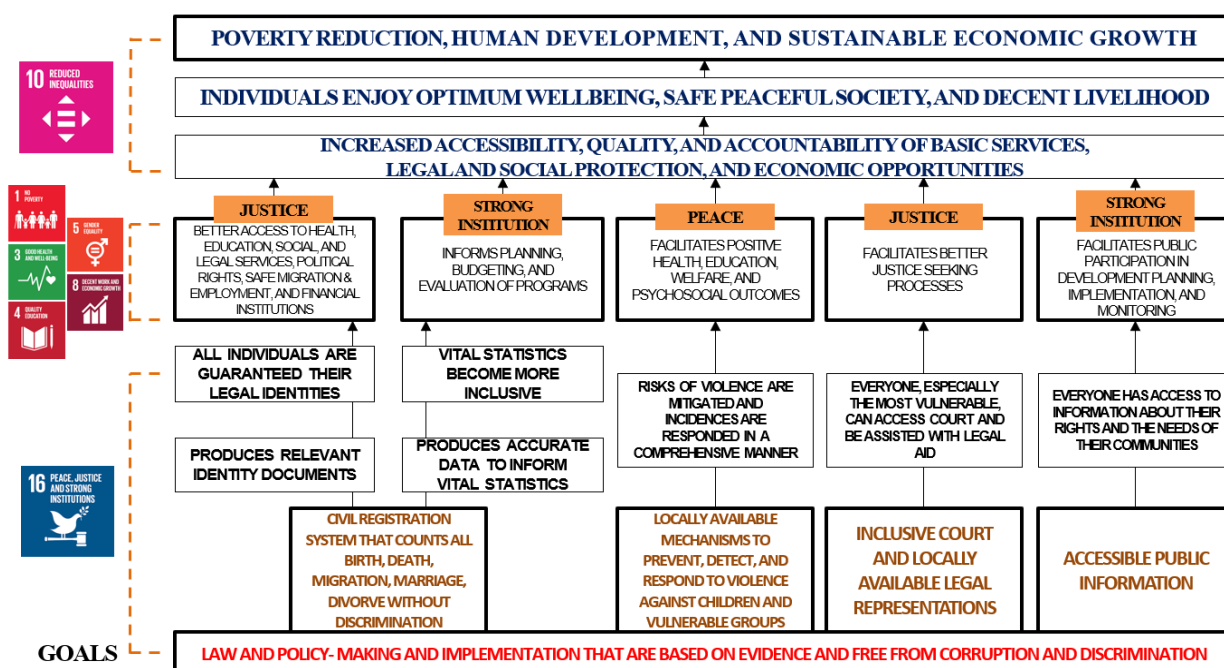 POVERTY REDUCTION, HUMAN DEVELOPMENT, AND SUSTAINABLE ECONOMIC GROWTH
10 REDUCED
INEQUALITIES
INDIVIDUALS ENJOY OPTIMUM WELLBEING, SAFE PEACEFUL SOCIETY, AND DECENT LIVELIHOOD
INCREASED ACCESSIBILITY, QUALITY, AND ACCOUNTABILITY OF BASIC SERVICES,
LEGAL AND SOCIAL PROTECTION, AND ECONOMIC OPPORTUNITIES
1 NO
POVERTY
5 GENDER
EQUALITY
3 GOOD HEALTH
AND WELL-BEING
8 DECENT WORK AND
ECONOMIC GROWTH
4 QUALITY
EDUCATION
JUSTICE
BETTER ACCESS TO HEALTH,
EDUCATION, SOCIAL, AND
LEGAL SERVICES, POLITICAL
RIGHTS, SAFE MIGRATION &
EMPLOYMENT, AND FINANCIAL
INSTITUTIONS
STRONG
INSTITUTION
INFORMS PLANNING,
BUDGETING, AND
EVALUATION OF PROGRAMS
PEACE
FACILITATES POSITIVE
HEALTH, EDUCATION,
WELFARE, AND
PSYCHOSOCIAL OUTCOMES
JUSTICE
FACILITATES BETTER
JUSTICE SEEKING
PROCESSES
STRONG
INSTITUTION
FACILITATES PUBLIC
PARTICIPATION IN
DEVELOPMENT PLANNING,
IMPLEMENTATION, AND
MONITORING
ALL INDIVIDUALS ARE
GUARANTEED THEIR
LEGAL IDENTITIES
VITAL STATISTICS
BECOME MORE
INCLUSIVE
RISKS OF VIOLENCE ARE
MITIGATED AND
INCIDENCES ARE
RESPONDED IN A
COMPREHENSIVE MANNER
EVERYONE, ESPECIALLY
THE MOST VULNERABLE,
CAN ACCESS COURT AND
BE ASSISTED WITH LEGAL
AID
EVERYONE HAS ACCESS TO
INFORMATION ABOUT THEIR
RIGHTS AND THE NEEDS OF
THEIR COMMUNITIES
PRODUCES RELEVANT
IDENTITY DOCUMENTS
PRODUCES ACCURATE
DATA TO INFORM
VITAL STATISTICS
16 PEACE, JUSTICE
AND STRONG
INSTITUTIONS
CIVIL REGISTRATION
SYSTEM THAT COUNTS ALL
BIRTH, DEATH,
MIGRATION, MARRIAGE,
DIVORVE WITHOUT
DISCRIMINATION
LOCALLY AVAILABLE
MECHANISMS TO
PREVENT, DETECT, AND
RESPOND TO VIOLENCE
AGAINST CHILDREN AND
VULNERABLE GROUPS
INCLUSIVE COURT
AND LOCALLY
AVAILABLE LEGAL
REPRESENTATIONS
ACCESSIBLE PUBLIC
INFORMATION
GOALS
LAW AND POLICY- MAKING AND IMPLEMENTATION THAT ARE BASED ON EVIDENCE AND FREE FROM CORRUPTION AND DISCRIMINATION